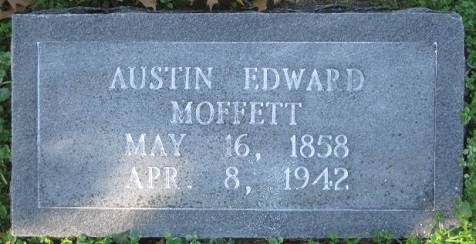 AUSTIN EDWARD
MOFFETT
MAY 16, 1858
APR. 8, 1942